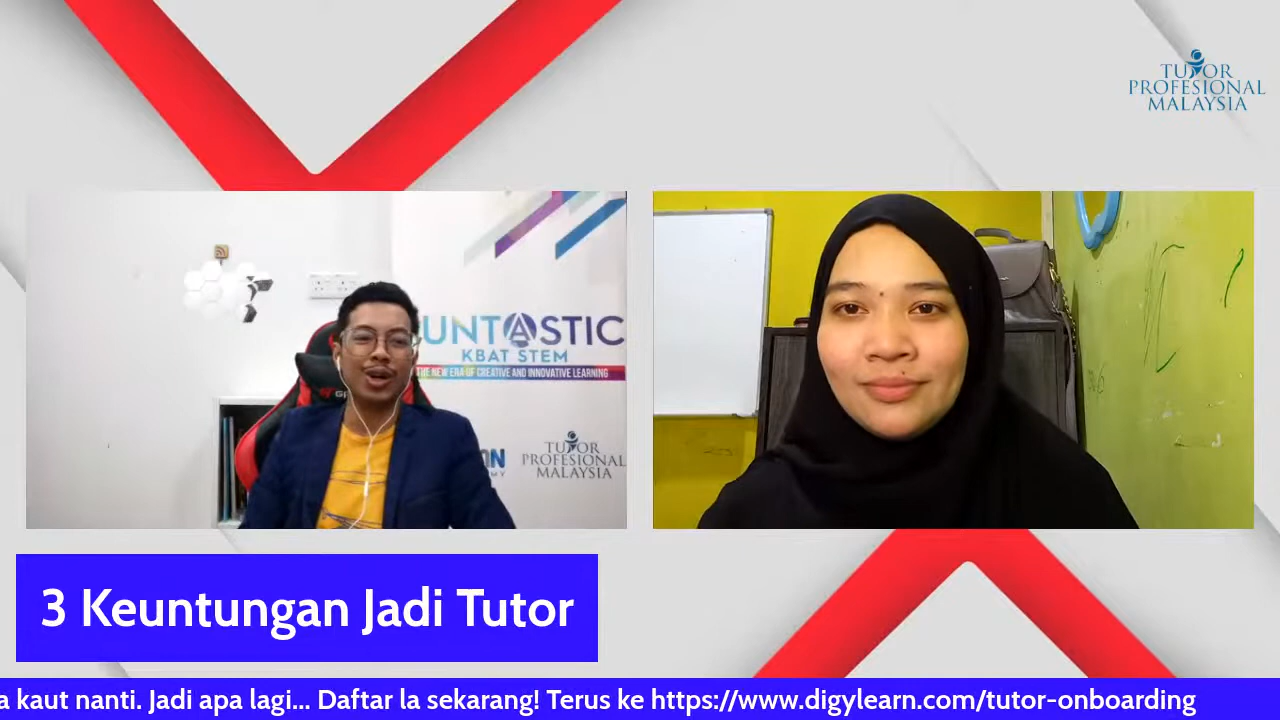 TUTOR
PROFESIONAL
MALAYSIA
UNTASTIC
KBAT STEM
THE NEW ERA OF CREATIVE AND INNOVATIVE LEARNING
TUTOR
PROFESIONAL
MALAYSIA
3 Keuntungan Jadi Tutor
a kaut nanti. Jadi apa lagi... Daftar la sekarang! Terus ke https://www.digylearn.com/tutor-onboarding